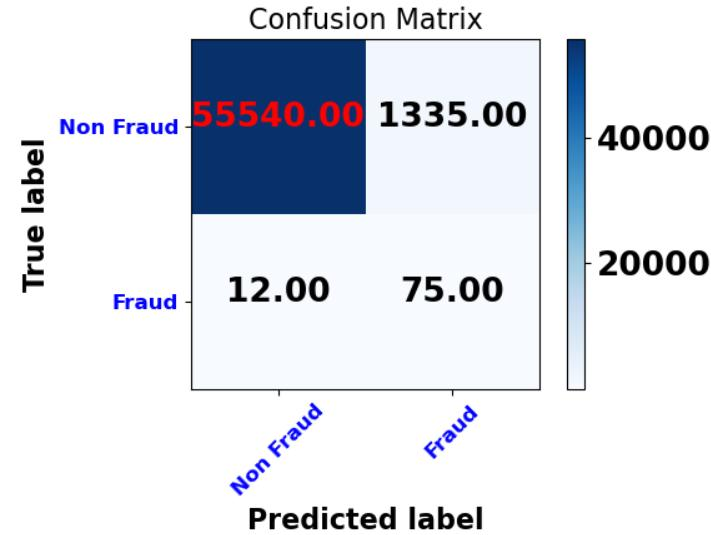 Confusion Matrix
True label
Non Fraud
55540.00
1335.00
Fraud
12.00
75.00
40000
20000
Non Fraud
Fraud
Predicted label